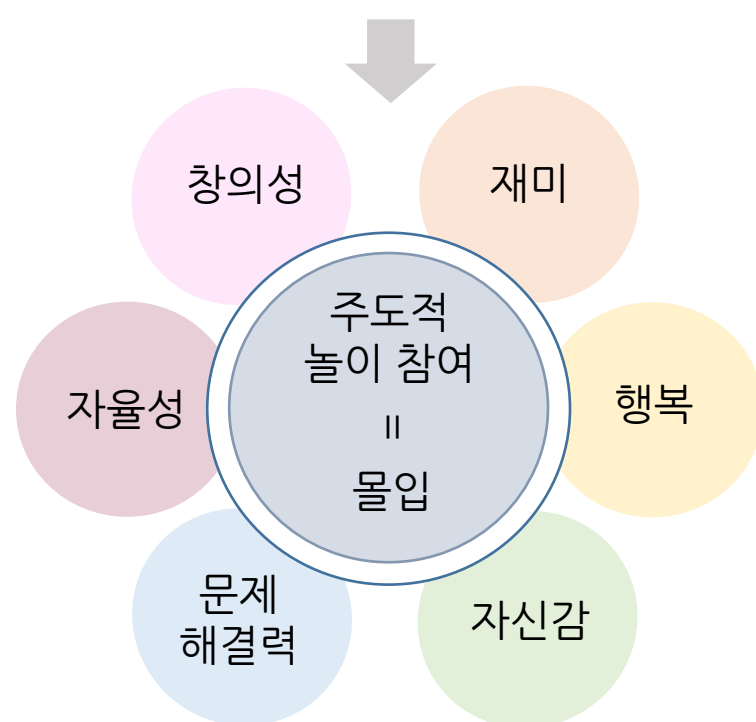 창의성
재미
주도적
놀이 참여
=
몰입
자율성
행복
문제
해결력
자신감